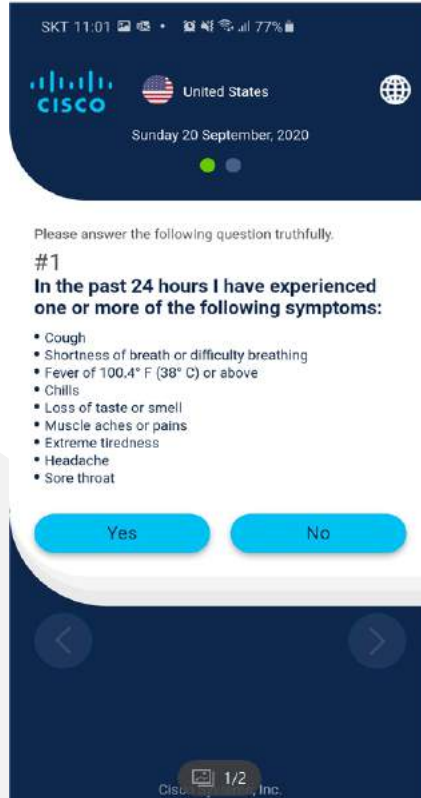 SKT 11:01 77%
CISCO
United States
Sunday 20 September, 2020
Please answer the following question truthfully.
#1
In the past 24 hours I have experienced
one or more of the following symptoms:
• Cough
• Shortness of breath or difficulty breathing
• Fever of 100.4° F (38° C) or above
• Chills
• Loss of taste or smell
• Muscle aches or pains
• Extreme tiredness
• Headache
• Sore throat
Yes
No
1/2
Inc.